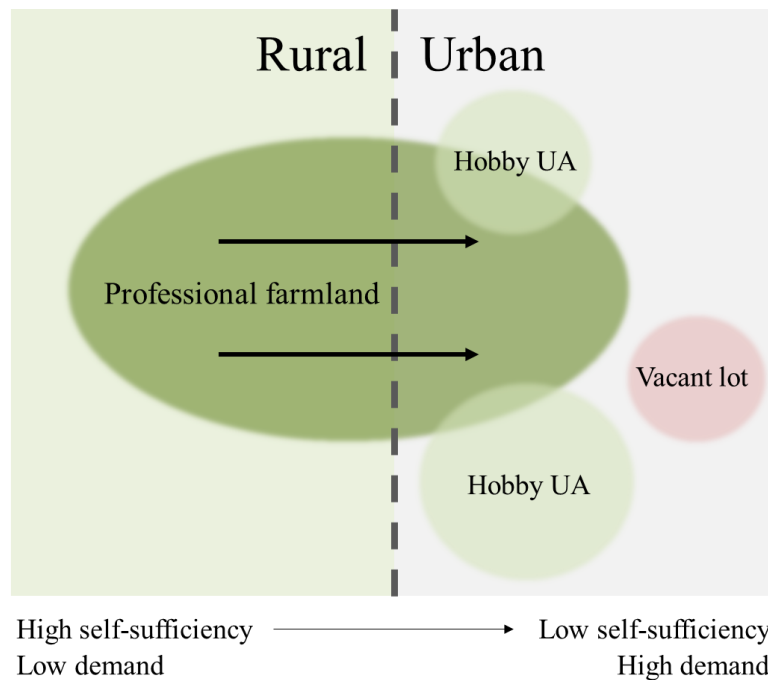 Rural
Urban
Hobby UA
Professional farmland
Vacant lot
Hobby UA
High self-sufficiency
Low self-sufficiency
Low demand
High demand